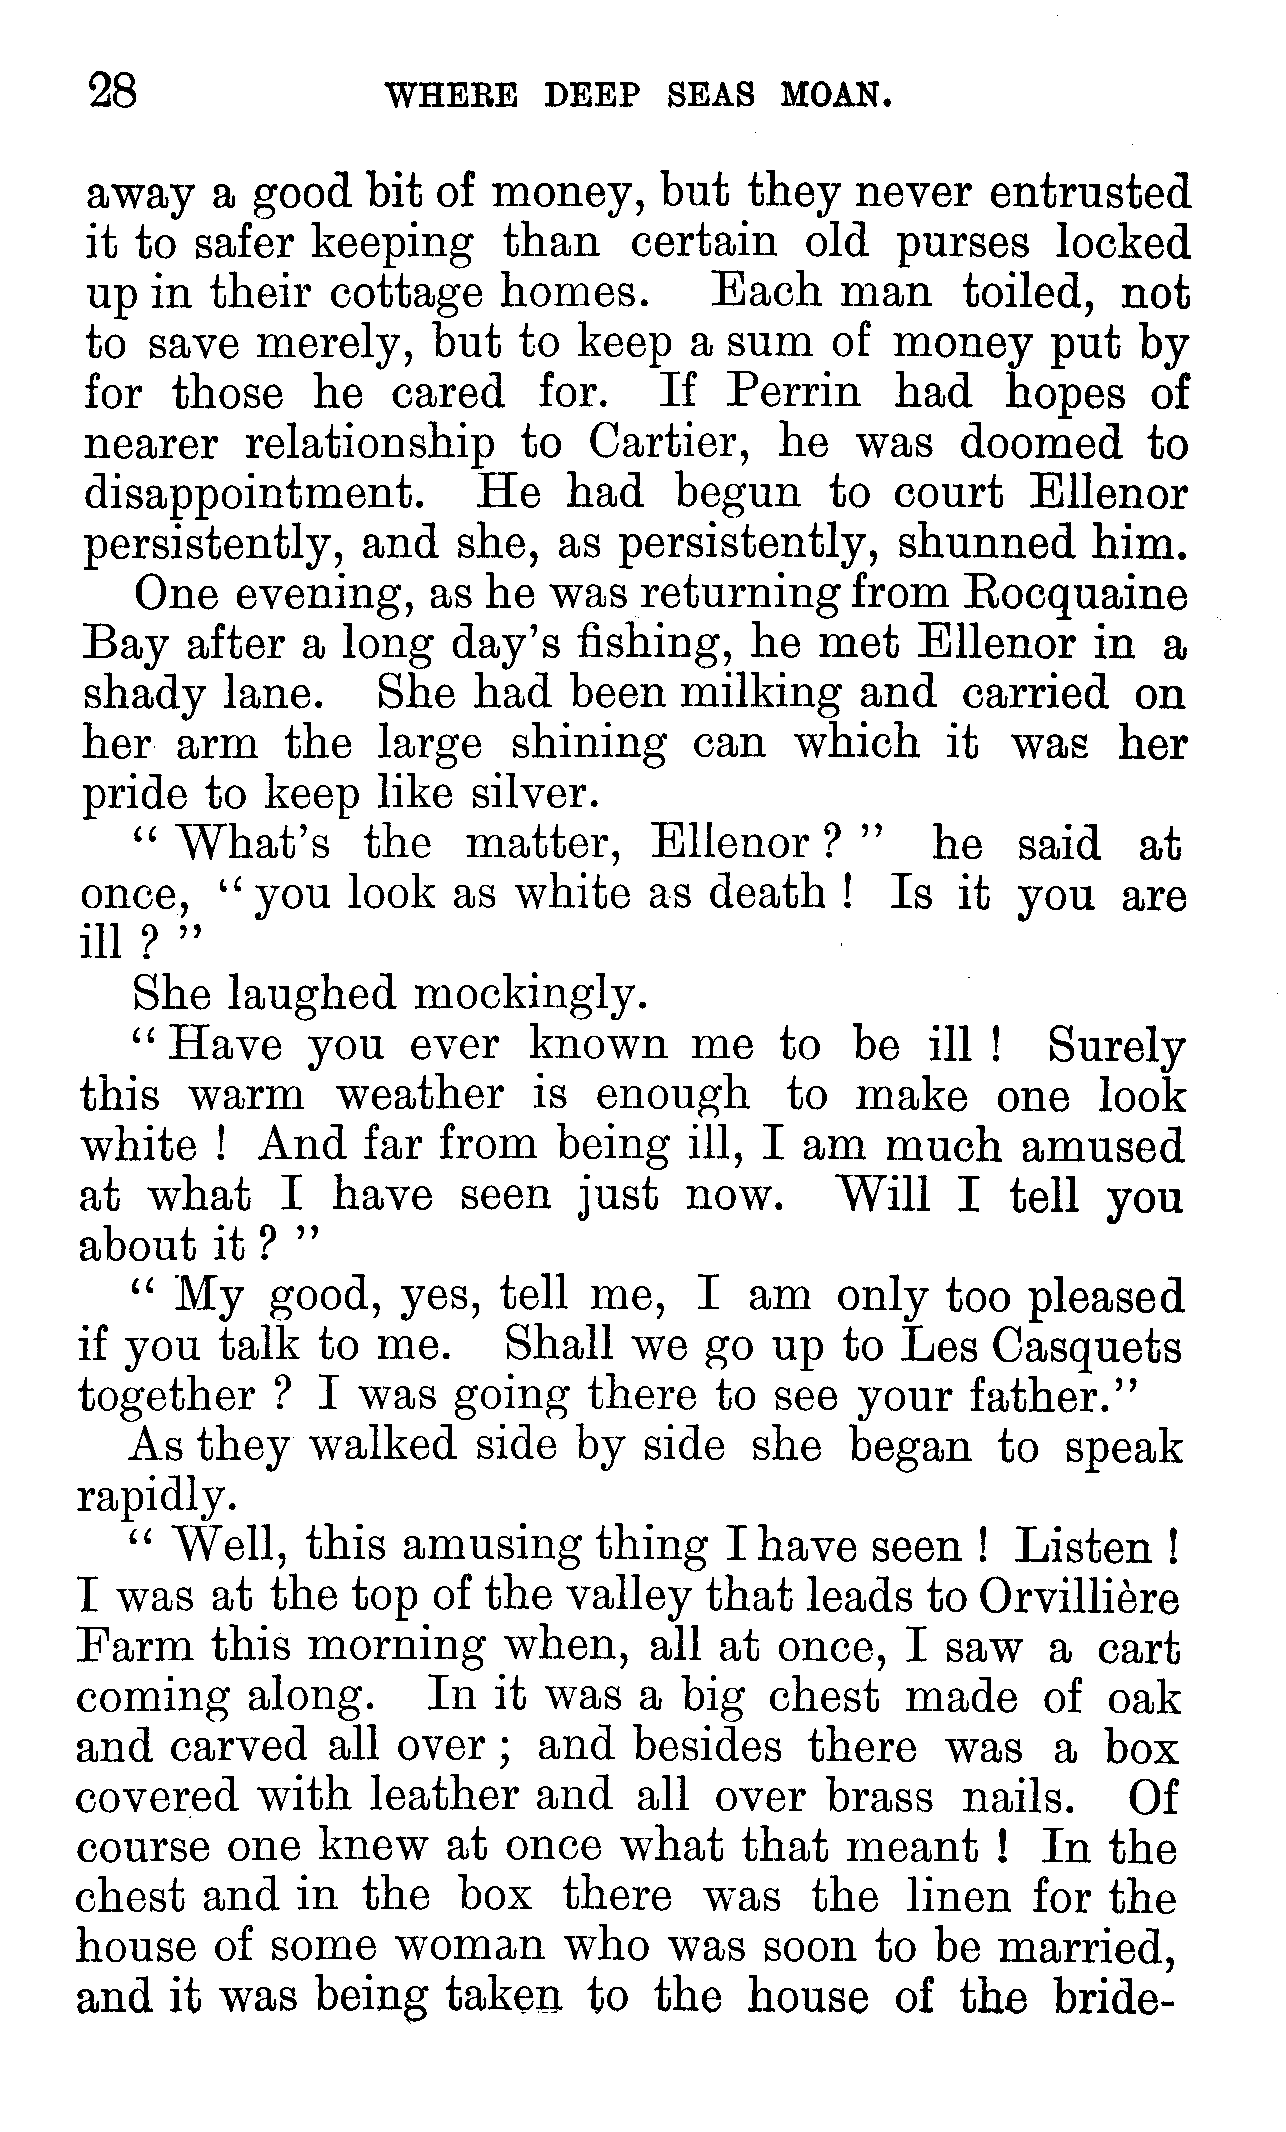 28 WHERE DEEP SEAS MOAN.
away a good bit of money, but they never entrusted
it to safer keeping than certain old purses locked
up in their cottage homes. Each man toiled, not
to save merely, but to keep a sum of money put by
for those he cared for. If Perrin had hopes of
nearer relationship to Cartier, he was doomed to
disappointment. He had begun to court Ellenor
persistently, and she, as persistently, shunned him.
One evening, as he was returning from Rocquaine
Bay after a long day's fishing, he met Ellenor in a
shady lane. She had been milking and carried on
her arm the large shining can which it was her
pride to keep like silver.
“ What's the matter, Ellenor ? ” he said at
once, “ you look as white as death ! Is it you are
ill ? ”
She laughed mockingly.
“ Have you ever known me to be ill ! Surely
this warm weather is enough to make one look
white ! And far from being ill, I am much amused
at what I have seen just now. Will I tell you
about it ? ”
“ My good, yes, tell me, I am only too pleased
if you talk to me. Shall we go up to Les Casquets
together ? I was going there to see your father.”
As they walked side by side she began to speak
rapidly.
“ Well, this amusing thing I have seen ! Listen !
I was at the top of the valley that leads to Orvillière
Farm this morning when, all at once, I saw a cart
coming along. In it was a big chest made of oak
and carved all over ; and besides there was a box
covered with leather and all over brass nails. Of
course one knew at once what that meant ! In the
chest and in the box there was the linen for the
house of some woman who was soon to be married,
and it was being taken to the house of the bride-